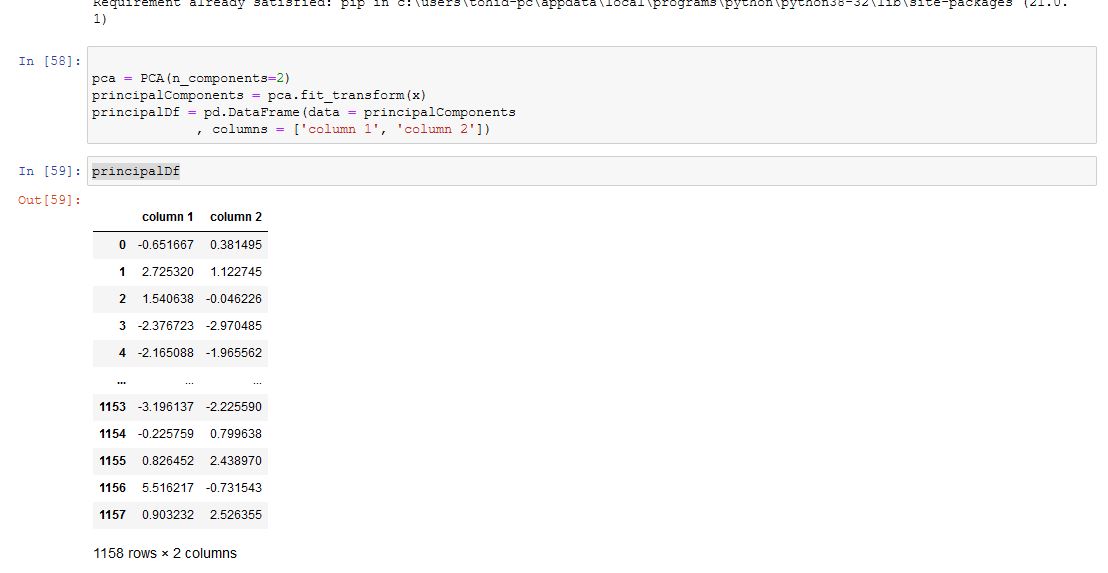 Requirement already satisfied: pip in c:\users\tohid-pc\appdata\local\programs\python\python38-32\lib\site-packages (21.0.
1)
In [58]:
pca = PCA(n_components=2)
principalComponents = pca.fit_transform(x)
principalDf = pd.DataFrame(data = principalComponents
, columns = ['column 1', 'column 2'])
In [59]: principalDf
Out[59]:
column 1 column 2
0 -0.651667 0.381495
1 2.725320 1.122745
2 1.540638 -0.046226
3 -2.376723 -2.970485
4 -2.165088 -1.965562
... ... ...
1153 -3.196137 -2.225590
1154 -0.225759 0.799638
1155 0.826452 2.438970
1156 5.516217 -0.731543
1157 0.903232 2.526355
1158 rows × 2 columns